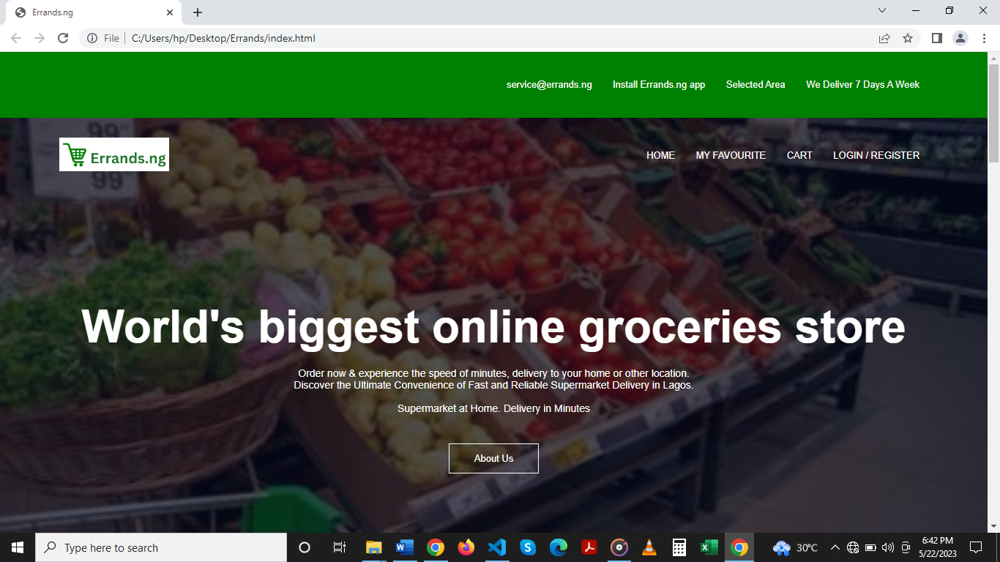 Errands.ng
File
C:/Users/hp/Desktop/Errands/index.html
service@errands.ng Install Errands.ng app Selected Area We Deliver 7 Days A Week
99
99
Errands.ng
HOME MY FAVOURITE CART LOGIN / REGISTER
World's biggest online groceries store
Order now & experience the speed of minutes, delivery to your home or other location.
Discover the Ultimate Convenience of Fast and Reliable Supermarket Delivery in Lagos.
Supermarket at Home. Delivery in Minutes
About Us
Type here to search
30°C
6:42 PM
5/22/2023